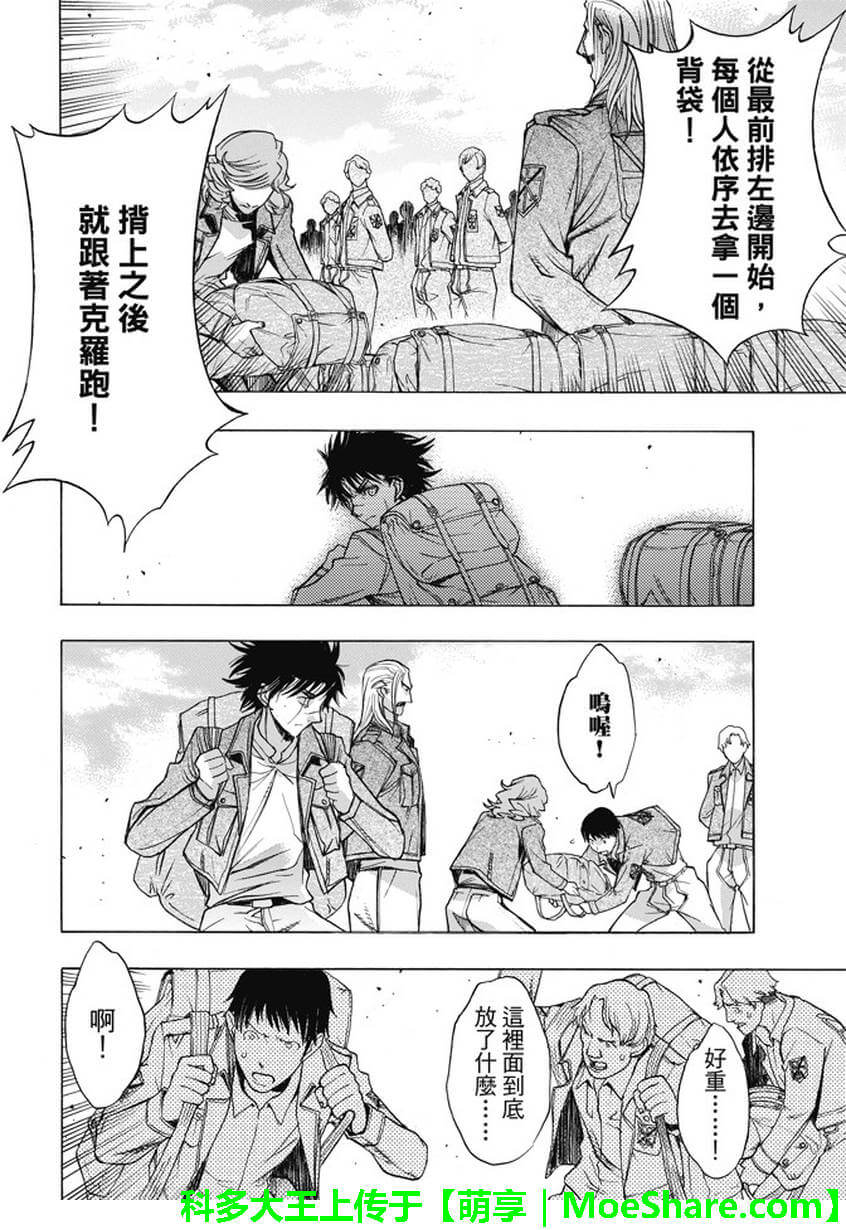 從最前排左邊開始，
每個人依序去拿一個
背袋！
揹上之後
就跟著克羅跑！
嗚喔！
好重……！
這裡面到底
放了什麼……
啊！
科多大王上传于【萌享｜MoeShare.com】